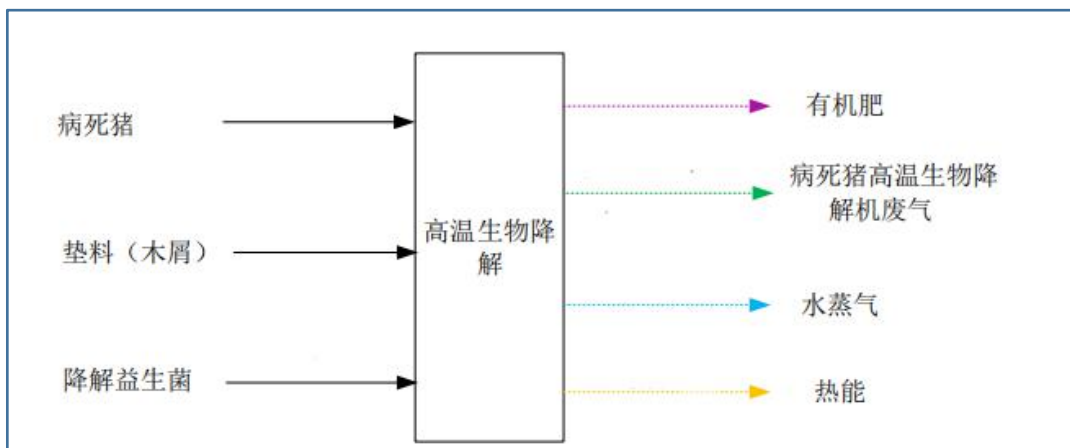 病死猪
垫料（木屑）
降解益生菌
高温生物降
解
有机肥
病死猪高温生物降
解机废气
水蒸气
热能